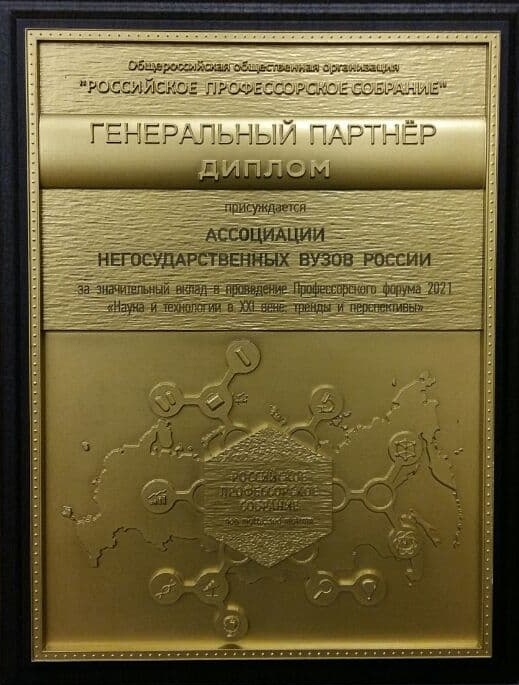 Общероссийская общественная организация
"РОССИЙСКОЕ ПРОФЕССОРСКОЕ СОБРАНИЕ"
ГЕНЕРАЛЬНЫЙ ПАРТНЁР
ДИПЛОМ
присуждается
АССОЦИАЦИИ
НЕГОСУДАРСТВЕННЫХ ВУЗОВ РОССИИ
за значительный вклад в проведение Профессорского форума 2021
«Наука и технологии в XXI веке: тренды и перспективы»
РОССИЙСКОЕ
ПРОФЕССОРСКОЕ
СОБРАНИЕ